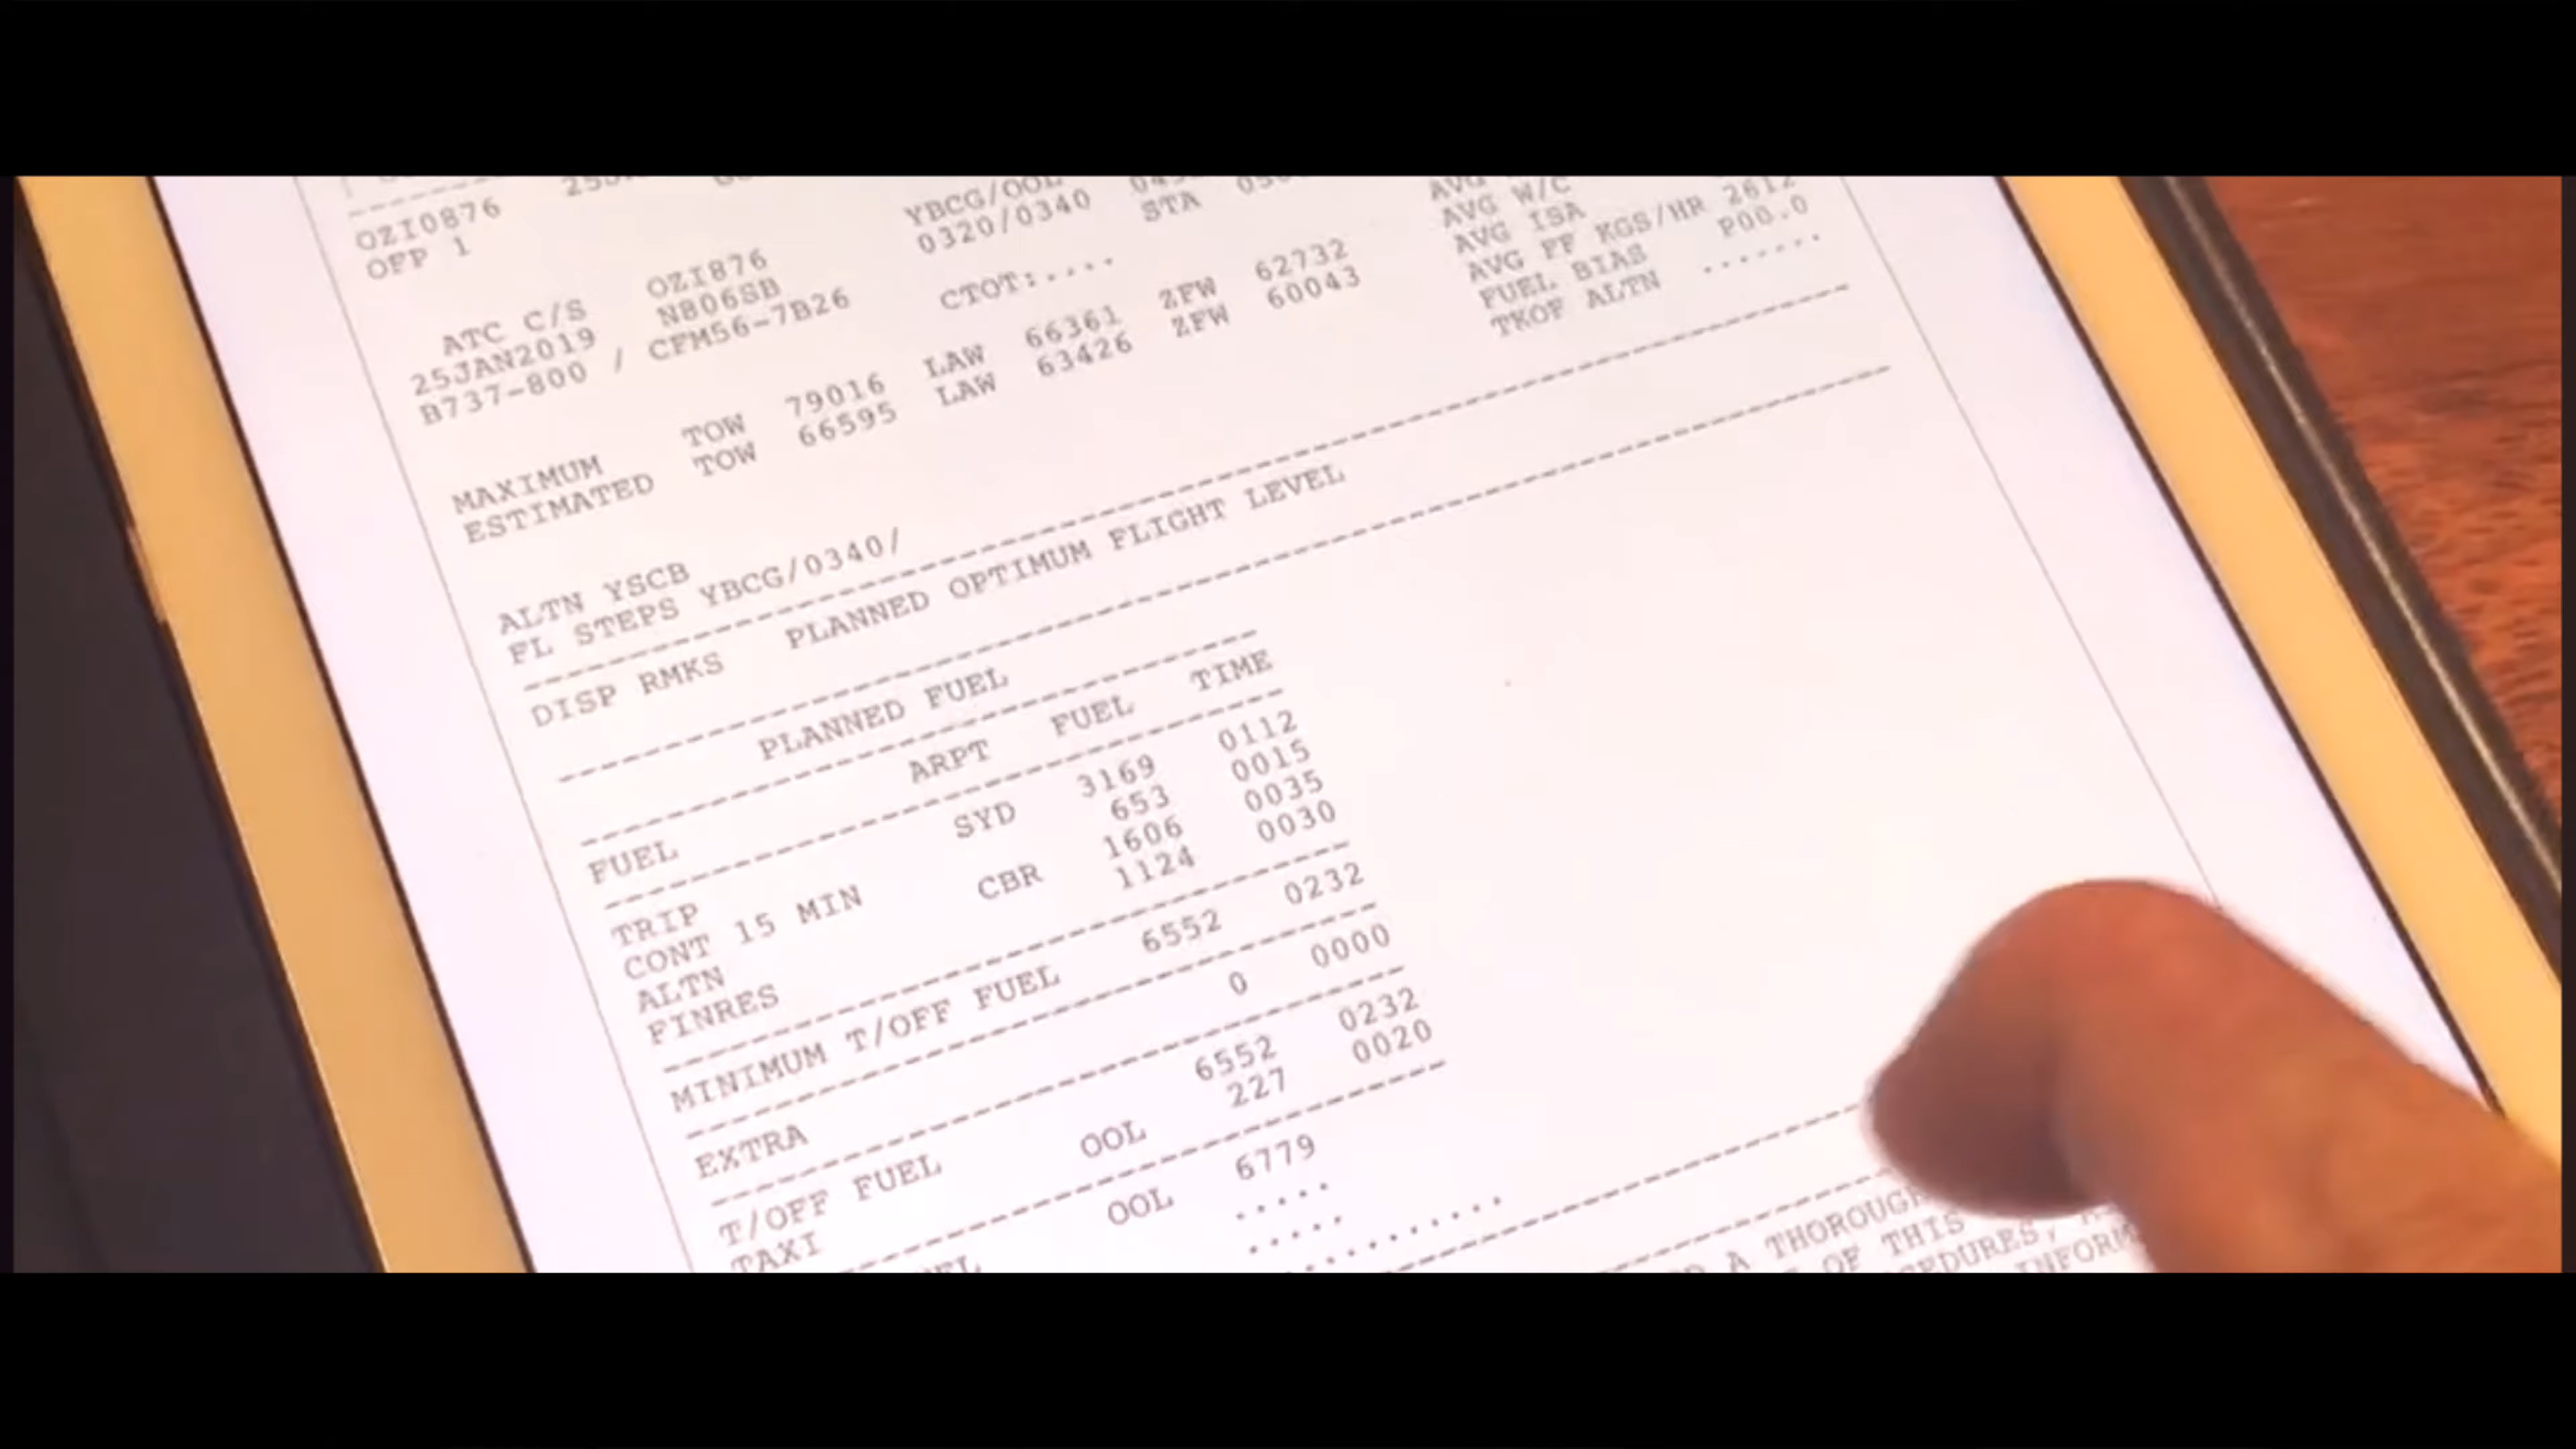 OZI0876
OFP 1
YBCG/OOL
0320/0340 STA
ATC C/S OZI876
25JAN2019 N806SB
B737-800 / CFM56-7B26
CTOT:....
AVG W/C
AVG ISA
AVG FF KGS/HR 2612
FUEL BIAS P00.0
TKOF ALTN .......
MAXIMUM TOW 79016 LAW 66361 ZFW 62732
ESTIMATED TOW 66595 LAW 63426 ZFW 60043
ALTN YSCB
FL STEPS YBCG/0340/
DISP RMKS PLANNED OPTIMUM FLIGHT LEVEL
PLANNED FUEL
FUEL ARPT FUEL TIME
TRIP SYD 3169 0112
CONT 15 MIN 653 0015
ALTN CBR 1606 0035
FINRES 1124 0030
MINIMUM T/OFF FUEL 6552 0232
EXTRA 0 0000
T/OFF FUEL 6552 0232
TAXI OOL 227 0020
OOL 6779
.....
.....
A THOROUGH
OF THIS
INFORM